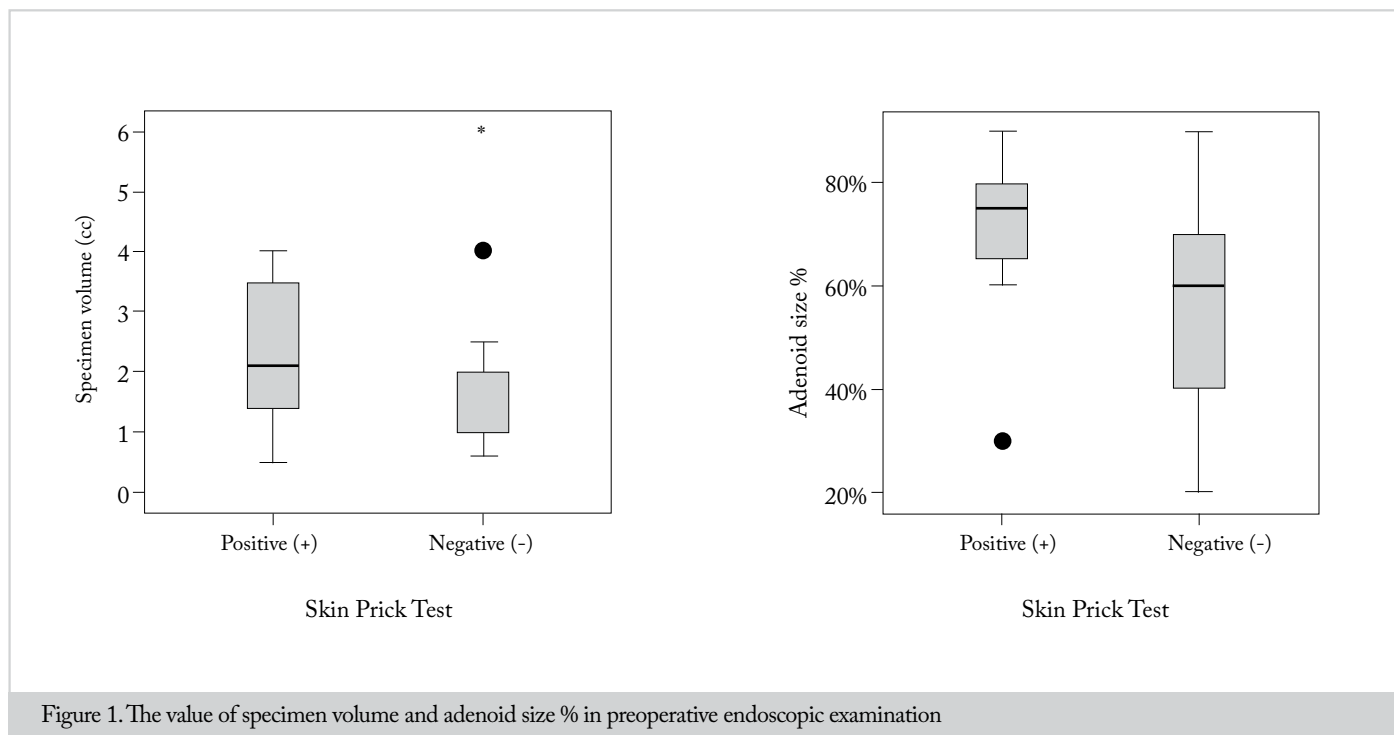 6
5
4
3
2
1
0
Specimen volume (cc)
*
Positive (+) Negative (-)
Skin Prick Test
80%
60%
40%
20%
Adenoid size %
Positive (+) Negative (-)
Skin Prick Test
Figure 1. The value of specimen volume and adenoid size % in preoperative endoscopic examination